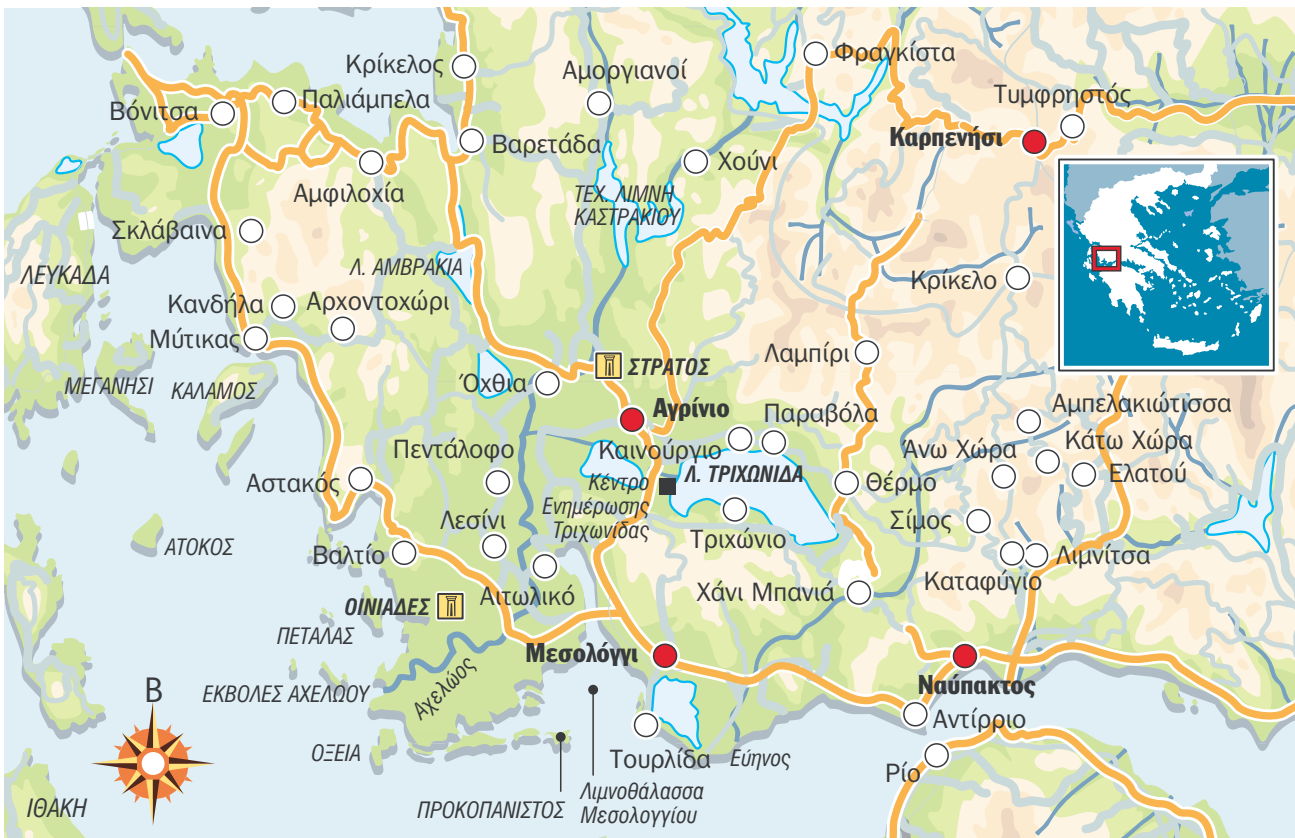 Κρίκελος
Αμοργιανοί
Φραγκίστα
Βόνιτσα
Παλιάμπελα
Τυμφρηστός
Βαρετάδα
Καρπενήσι
Χούνι
Αμφιλοχία
ΤΕΧ. ΛΙΜΝΗ
ΚΑΣΤΡΑΚΙΟΥ
Σκλάβαινα
Λ. ΑΜΒΡΑΚΙΑ
ΛΕΥΚΑΔΑ
Κρίκελο
Κανδήλα
Αρχοντοχώρι
Μύτικας
Λαμπίρι
ΣΤΡΑΤΟΣ
ΜΕΓΑΝΗΣΙ
ΚΑΛΑΜΟΣ
Όχθια
Αγρίνιο
Παραβόλα
Αμπελακιώτισσα
Πεντάλοφο
Καινούργιο
Άνω Χώρα
Κάτω Χώρα
Αστακός
Κέντρο
Ενημέρωσης
Τριχωνίδας
Λ. ΤΡΙΧΩΝΙΔΑ
Θέρμο
Ελατού
Λεσίνι
Σίμος
ΑΤΟΚΟΣ
Τριχώνιο
Βαλτίο
Λιμνίτσα
Καταφύγιο
Αιτωλικό
Χάνι Μπανιά
ΟΙΝΙΑΔΕΣ
ΠΕΤΑΛΑΣ
Μεσολόγγι
Ναύπακτος
Β
ΕΚΒΟΛΕΣ ΑΧΕΛΩΟΥ
Αχελώος
Αντίρριο
ΟΞΕΙΑ
Τουρλίδα
Εύηνος
Ρίο
ΙΘΑΚΗ
ΠΡΟΚΟΠΑΝΙΣΤΟΣ
Λιμνοθάλασσα
Μεσολογγίου